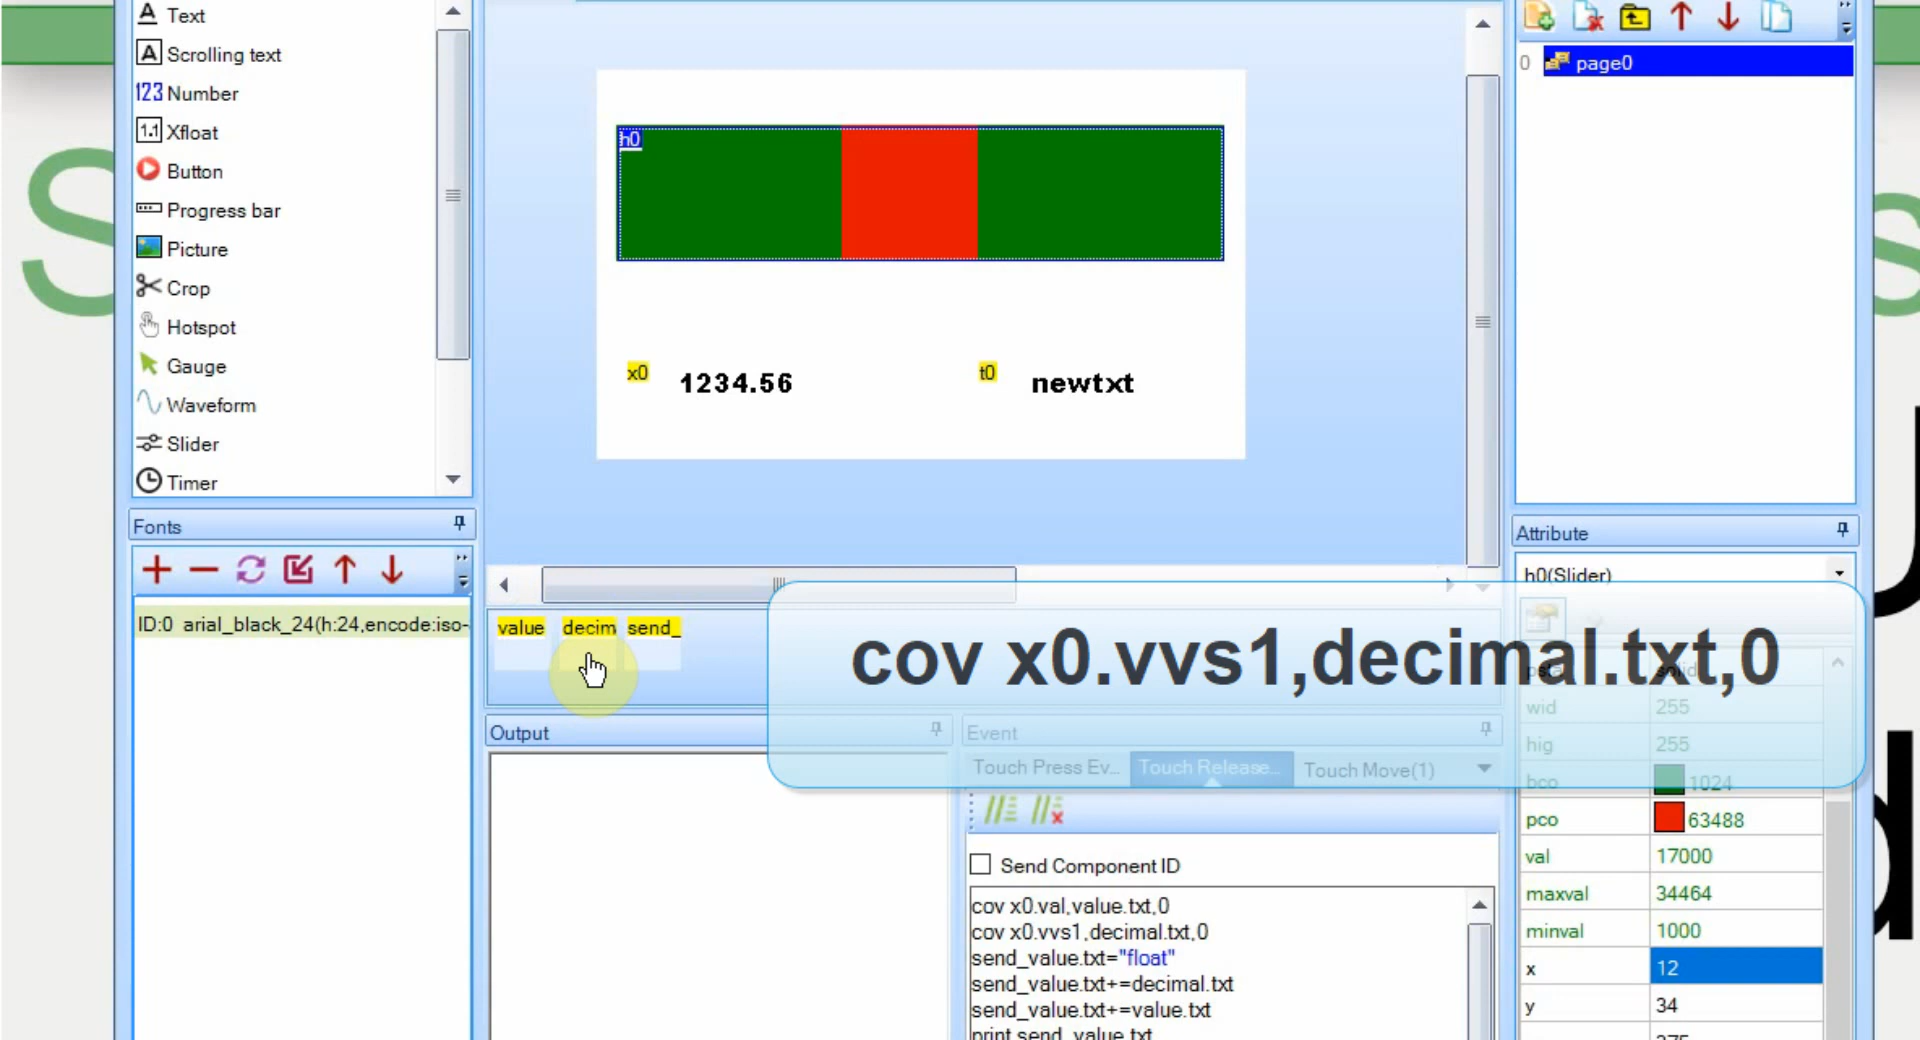 Text
Scrolling text
123 Number
1.1 Xfloat
Button
Progress bar
Picture
Crop
Hotspot
Gauge
Waveform
Slider
Timer
Fonts
ID:0 arial_black_24(h:24,encode:iso-
h0
x0
1234.56
t0
newtxt
value
decim
send_
cov x0.vvs1,decimal.txt,0
Output
Event
Touch Press Ev...
Touch Release...
Touch Move(1)
Send Component ID
cov x0.val,value.txt,0
cov x0.vvs1,decimal.txt,0
send_value.txt="float"
send_value.txt+=decimal.txt
send_value.txt+=value.txt
print send_value.txt
0 page0
Attribute
h0(Slider)
wid 255
hig 255
bco 1024
pco 63488
val 17000
maxval 34464
minval 1000
x 12
y 34